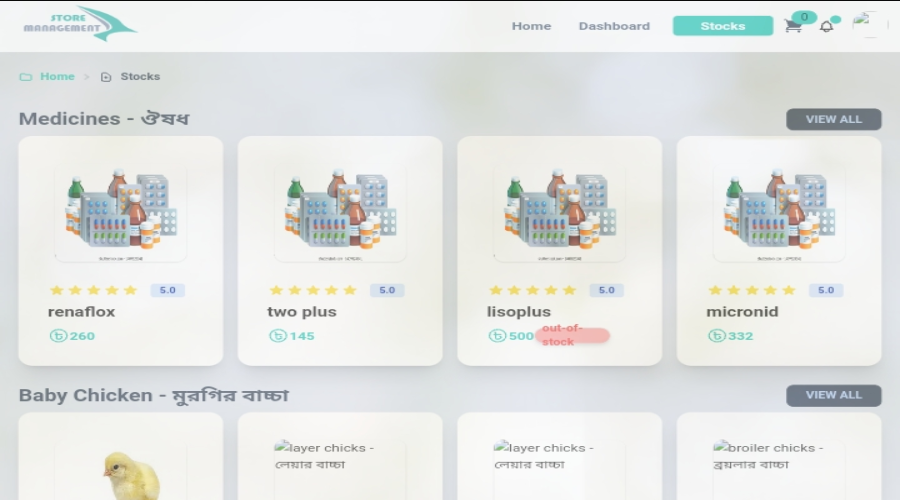 STORE
MANAGEMENT
Home
Dashboard
Stocks
0
Home > Stocks
Medicines - ঔষধ
VIEW ALL
5.0
renaflox
৳260
5.0
two plus
৳145
5.0
lisoplus
৳500
out-of-
stock
5.0
micronid
৳332
Baby Chicken - মুরগির বাচ্চা
VIEW ALL
layer chicks -
লেয়ার বাচ্চা
layer chicks -
লেয়ার বাচ্চা
broiler chicks -
ব্রয়লার বাচ্চা